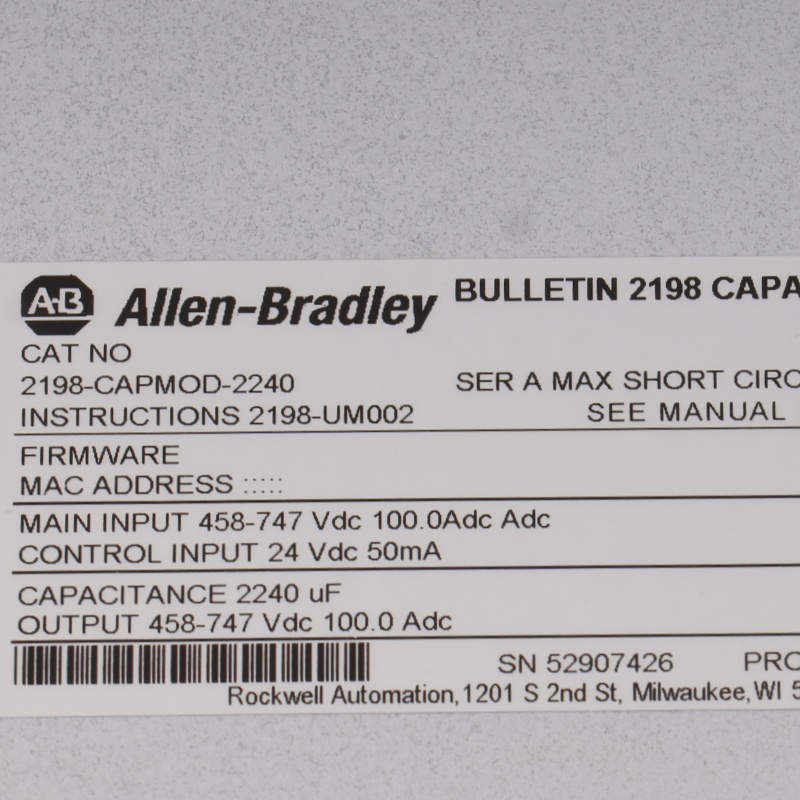 A-B Allen-Bradley BULLETIN 2198 CAPA
CAT NO
2198-CAPMOD-2240 SER A MAX SHORT CIRC
INSTRUCTIONS 2198-UM002 SEE MANUAL
FIRMWARE
MAC ADDRESS :::::
MAIN INPUT 458-747 Vdc 100.0Adc Adc
CONTROL INPUT 24 Vdc 50mA
CAPACITANCE 2240 uF
OUTPUT 458-747 Vdc 100.0 Adc
SN 52907426 PRO
Rockwell Automation, 1201 S 2nd St, Milwaukee, WI 5